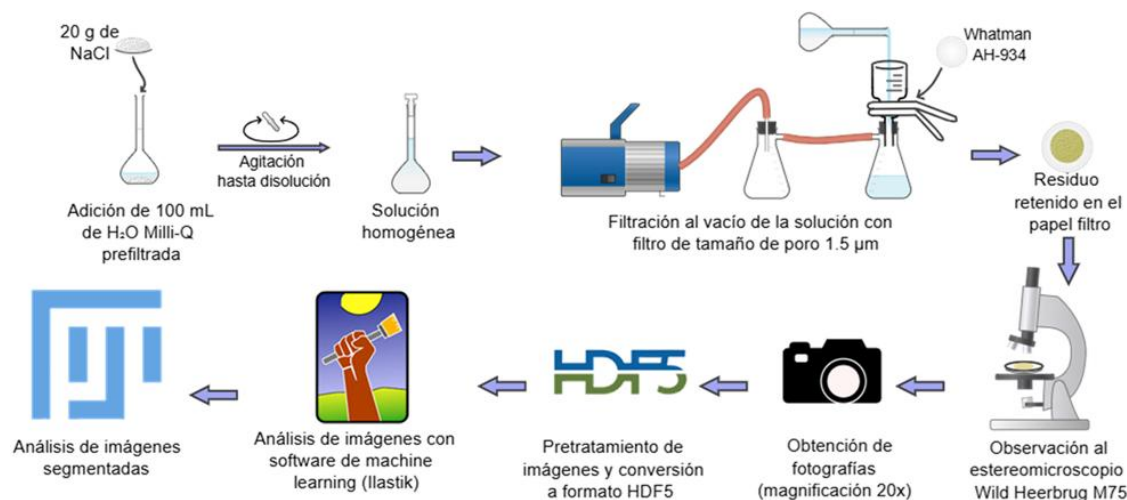 20 g de
NaCl
Adición de 100 mL
de H₂O Milli-Q
prefiltrada
Agitación
hasta disolución
Solución
homogénea
Whatman
AH-934
Filtración al vacío de la solución con
filtro de tamaño de poro 1.5 µm
Residuo
retenido en el
papel filtro
Observación al
estereomicroscopio
Wild Heerbrug M75
Obtención de
fotografías
(magnificación 20x)
HDF5
Pretratamiento de
imágenes y conversión
a formato HDF5
Análisis de imágenes con
software de machine
learning (Ilastik)
Análisis de imágenes
segmentadas